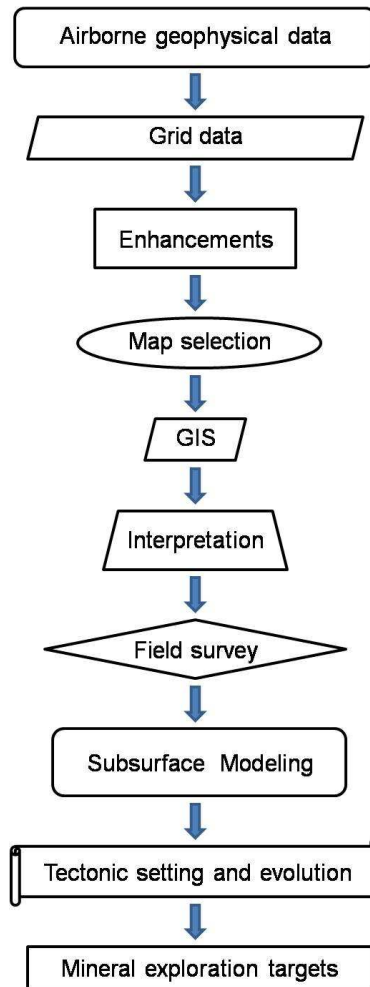 Airborne geophysical data
Grid data
Enhancements
Map selection
GIS
Interpretation
Field survey
Subsurface Modeling
Tectonic setting and evolution
Mineral exploration targets